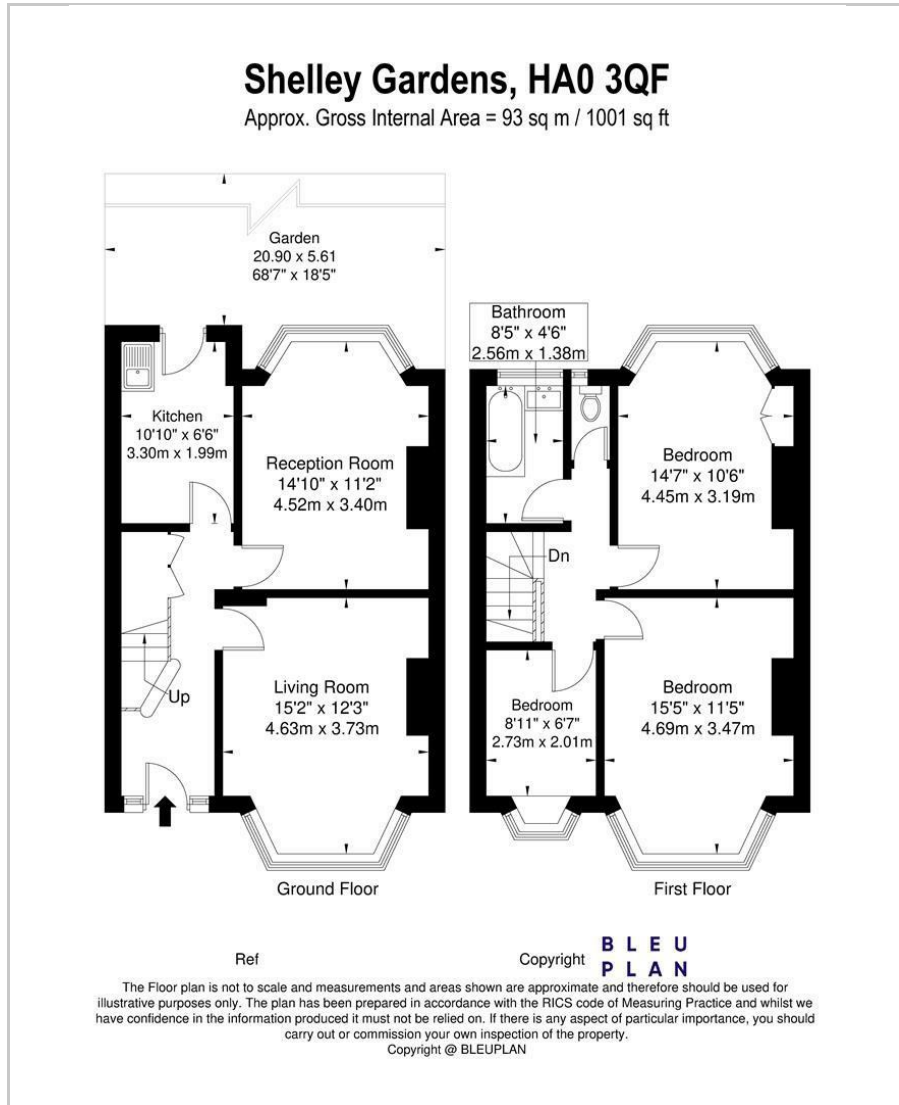 Shelley Gardens, HA0 3QF
Approx. Gross Internal Area = 93 sq m / 1001 sq ft
Garden
20.90 x 5.61
68'7" x 18'5"
Kitchen
10'10" x 6'6"
3.30m x 1.99m
Reception Room
14'10" x 11'2"
4.52m x 3.40m
Up
Living Room
15'2" x 12'3"
4.63m x 3.73m
Ground Floor
Bathroom
8'5" x 4'6"
2.56m x 1.38m
Bedroom
14'7" x 10'6"
4.45m x 3.19m
Dn
Bedroom
8'11" x 6'7"
2.73m x 2.01m
Bedroom
15'5" x 11'5"
4.69m x 3.47m
First Floor
Ref
Copyright
BLEU
PLAN
The Floor plan is not to scale and measurements and areas shown are approximate and therefore should be used for
illustrative purposes only. The plan has been prepared in accordance with the RICS code of Measuring Practice and whilst we
have confidence in the information produced it must not be relied on. If there is any aspect of particular importance, you should
carry out or commission your own inspection of the property.
Copyright @ BLEUPLAN